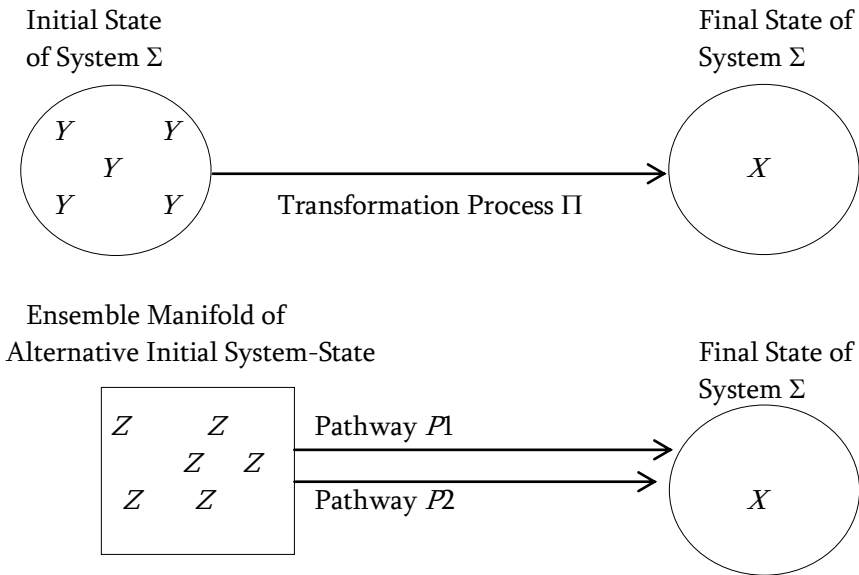 Initial State
of System Σ
Final State of
System Σ
Y Y
Y
Y Y
X
Transformation Process Π
Ensemble Manifold of
Alternative Initial System-State
Final State of
System Σ
Z Z
Z Z
Z Z
Pathway P1
Pathway P2
X